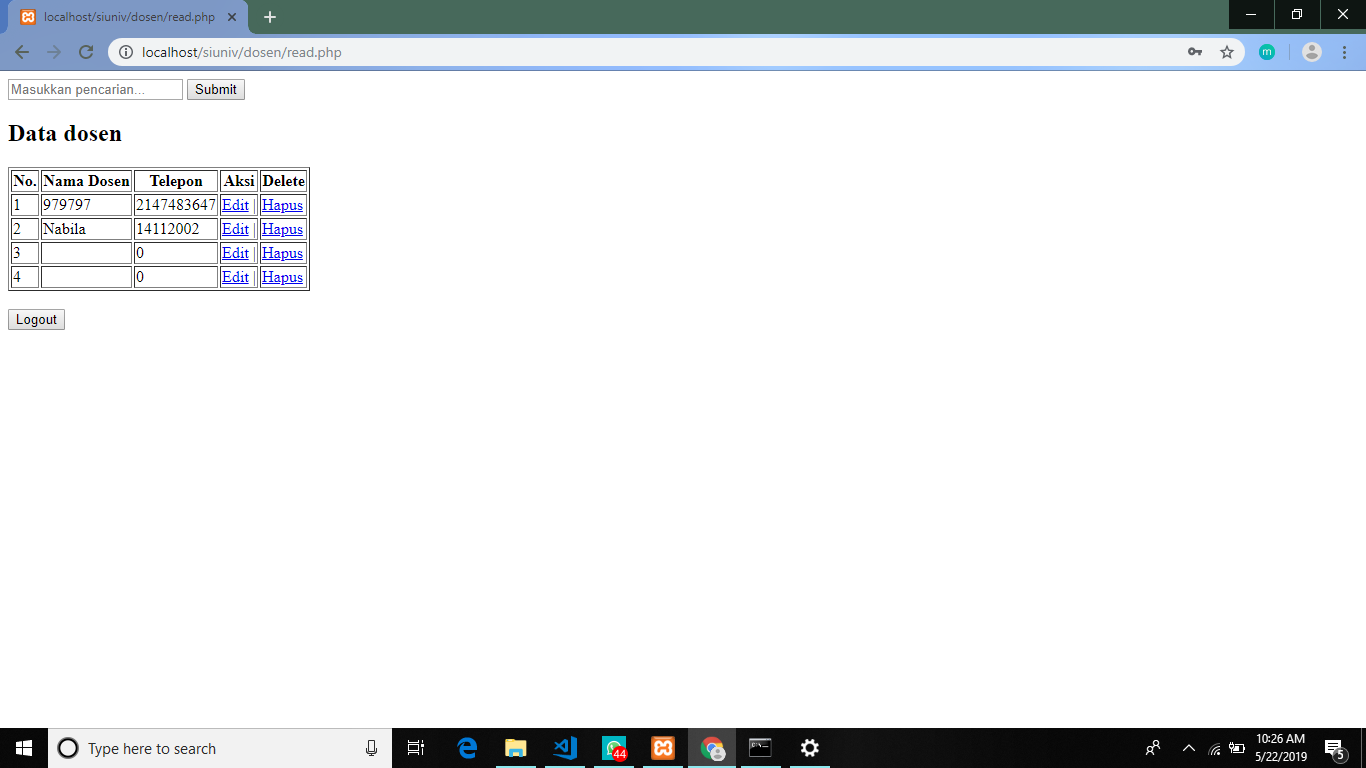 localhost/siuniv/dosen/read.php
localhost/siuniv/dosen/read.php
m
Masukkan pencarian... Submit
Data dosen
No. Nama Dosen Telepon Aksi Delete
1 979797 2147483647 Edit | Hapus
2 Nabila 14112002 Edit | Hapus
3 0 Edit | Hapus
4 0 Edit | Hapus
Logout
Type here to search
44
10:26 AM
5/22/2019
5